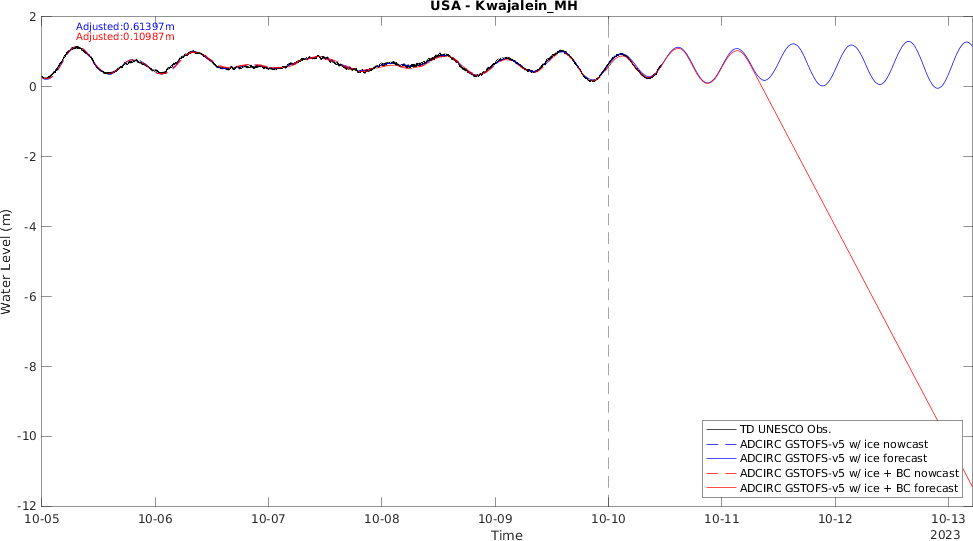 USA - Kwajalein_MH
Adjusted:0.61397m
Adjusted:0.10987m
2
0
-2
-4
-6
-8
-10
-12
Water Level (m)
TD UNESCO Obs.
ADCIRC GSTOFS-v5 w/ ice nowcast
ADCIRC GSTOFS-v5 w/ ice forecast
ADCIRC GSTOFS-v5 w/ ice + BC nowcast
ADCIRC GSTOFS-v5 w/ ice + BC forecast
10-05 10-06 10-07 10-08 10-09 10-10 10-11 10-12 10-13
2023
Time